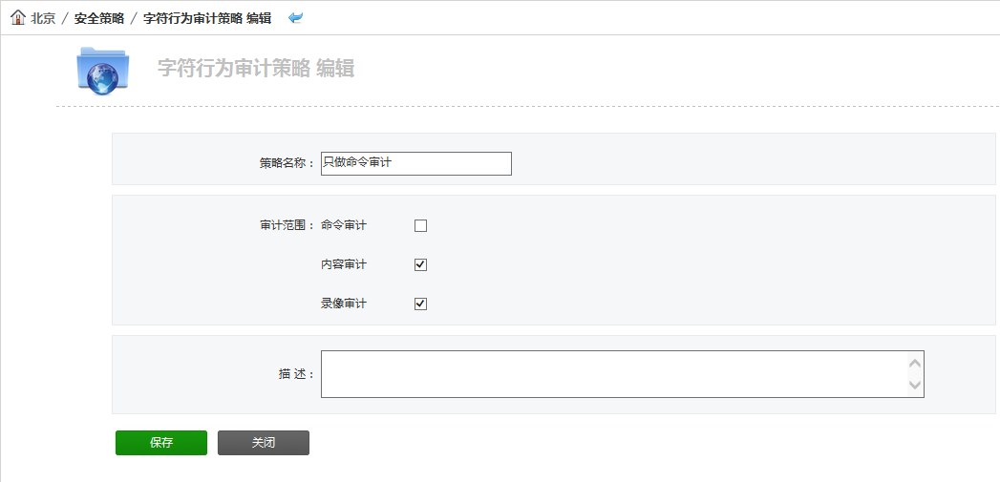 北京 / 安全策略 / 字符行为审计策略 编辑
字符行为审计策略 编辑
策略名称： 只做命令审计
审计范围： 命令审计
内容审计
录像审计
描 述：
保存 关闭